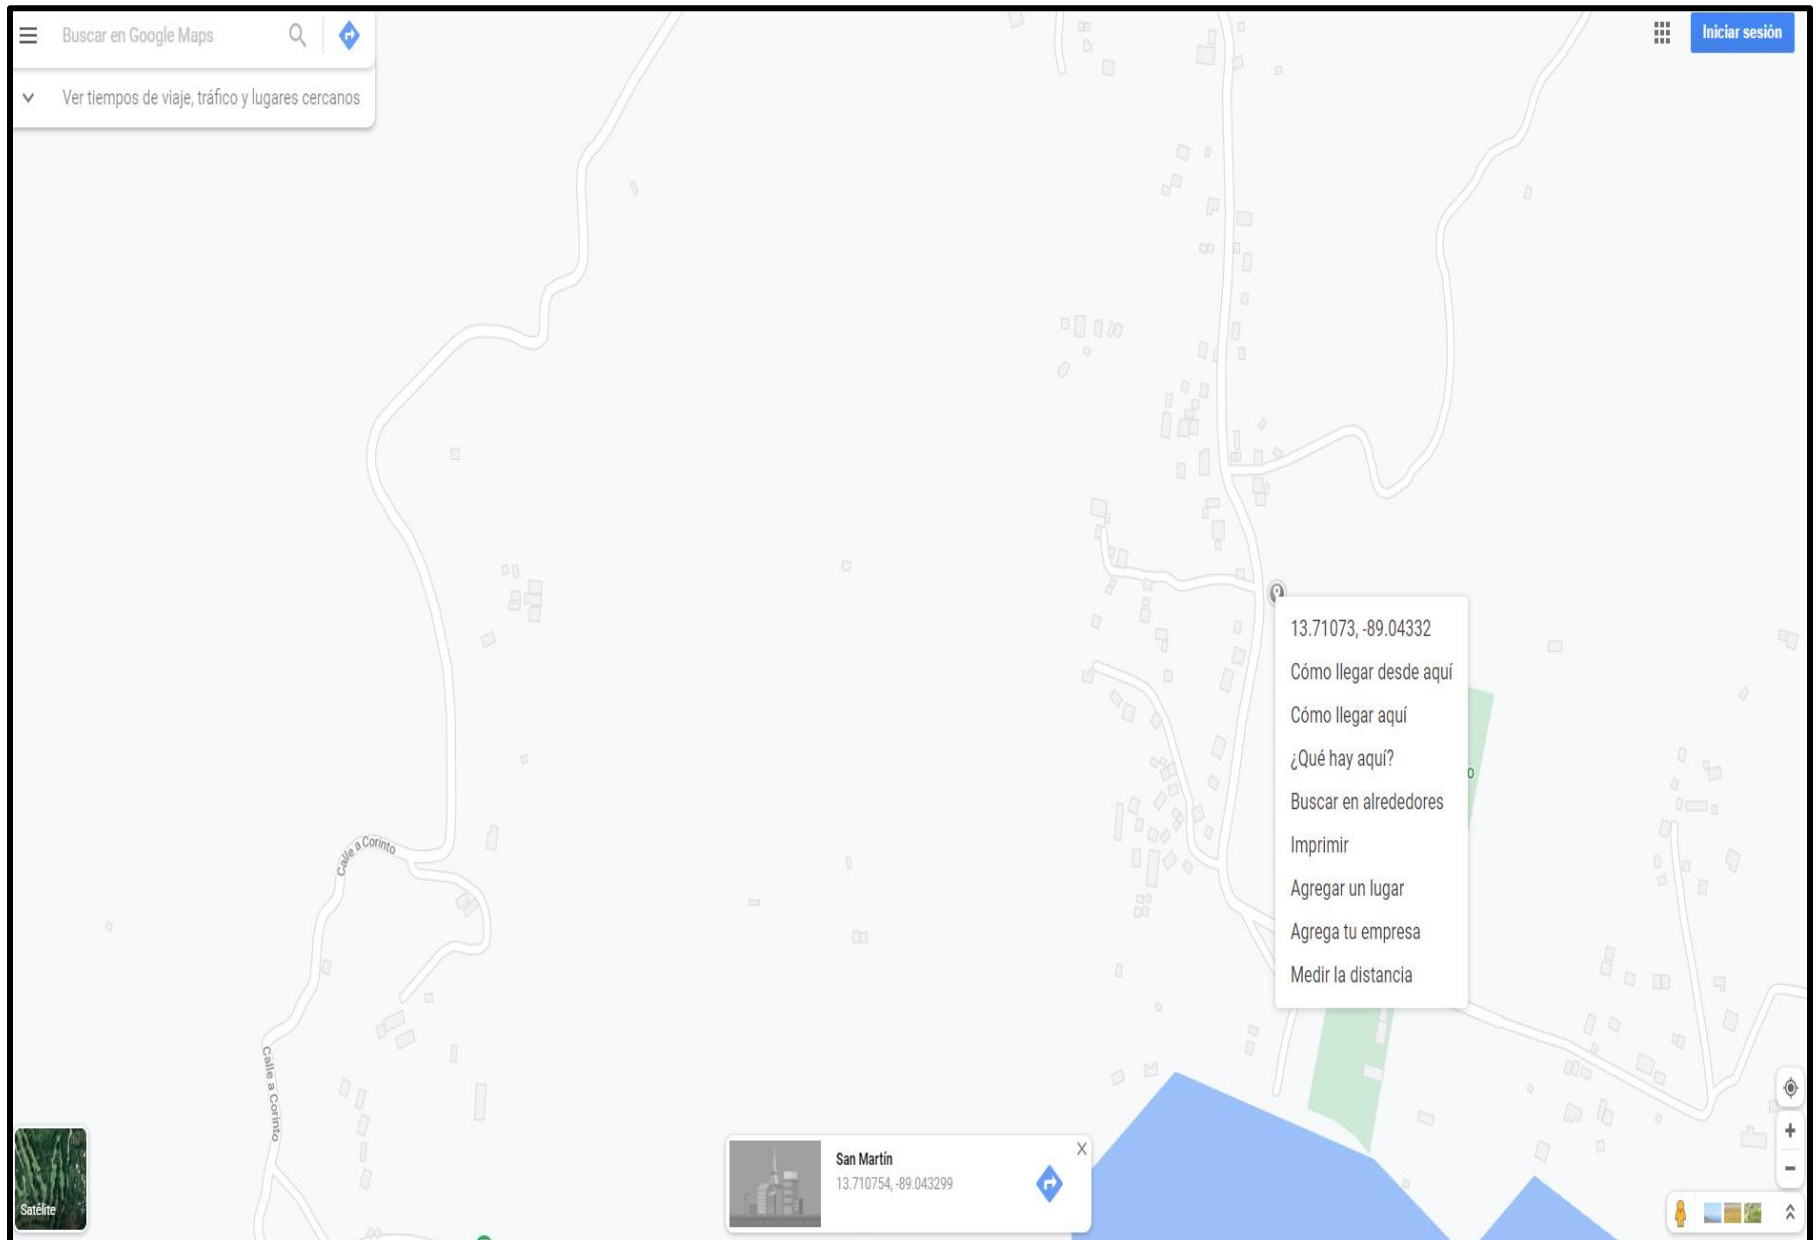 Buscar en Google Maps
Iniciar sesión
Ver tiempos de viaje, tráfico y lugares cercanos
13.71073, -89.04332
Cómo llegar desde aquí
Cómo llegar aquí
¿Qué hay aquí?
Buscar en alrededores
Imprimir
Agregar un lugar
Agrega tu empresa
Medir la distancia
o
Calle a Corinto
Calle a Corinto
San Martín
13.710754, -89.043299
X
Satélite